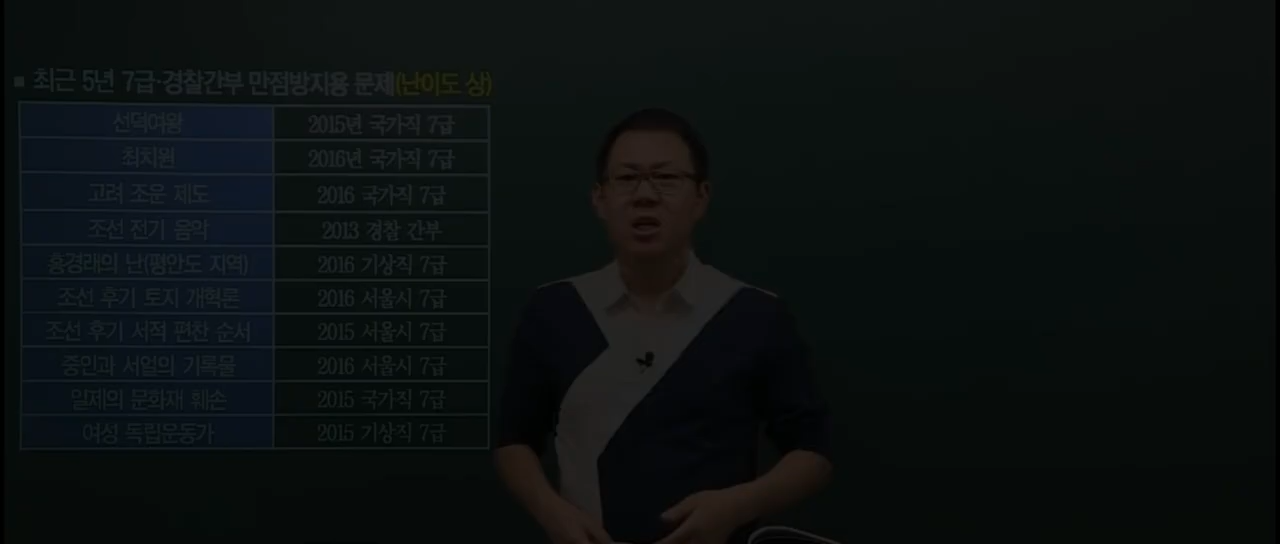 ■ 최근 5년 7급·경찰간부 만점방지용 문제(난이도 상)
선덕여왕 2015년 국가직 7급
최치원 2016년 국가직 7급
고려 조운 제도 2016 국가직 7급
조선 전기 음악 2013 경찰 간부
홍경래의 난(평안도 지역) 2016 기상직 7급
조선 후기 토지 개혁론 2016 서울시 7급
조선 후기 서적 편찬 순서 2015 서울시 7급
중인과 서얼의 기록물 2016 서울시 7급
일제의 문화재 훼손 2015 국가직 7급
여성 독립운동가 2015 기상직 7급